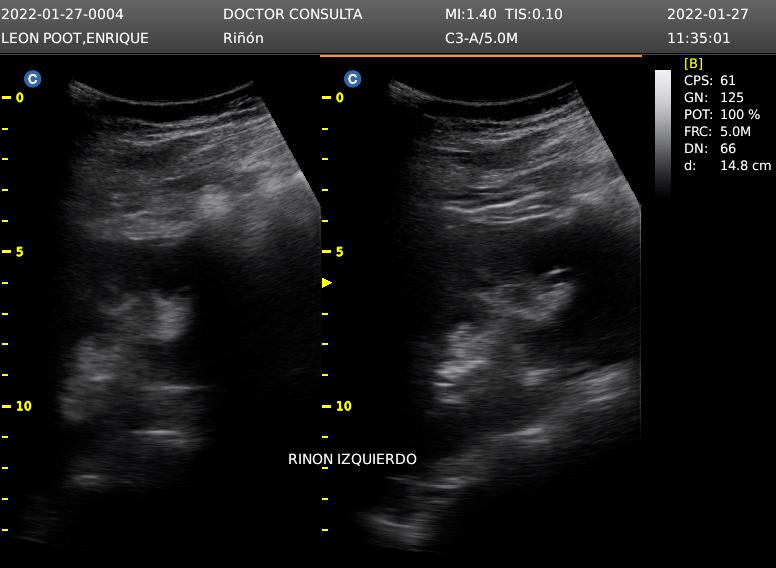 2022-01-27-0004 DOCTOR CONSULTA MI:1.40 TIS:0.10 2022-01-27
LEON POOT,ENRIQUE Riñón C3-A/5.0M 11:35:01
C C
[B]
CPS: 61
GN: 125
POT: 100 %
FRC: 5.0M
DN: 66
d: 14.8 cm
0 0
5 5
10 10
RINON IZQUIERDO